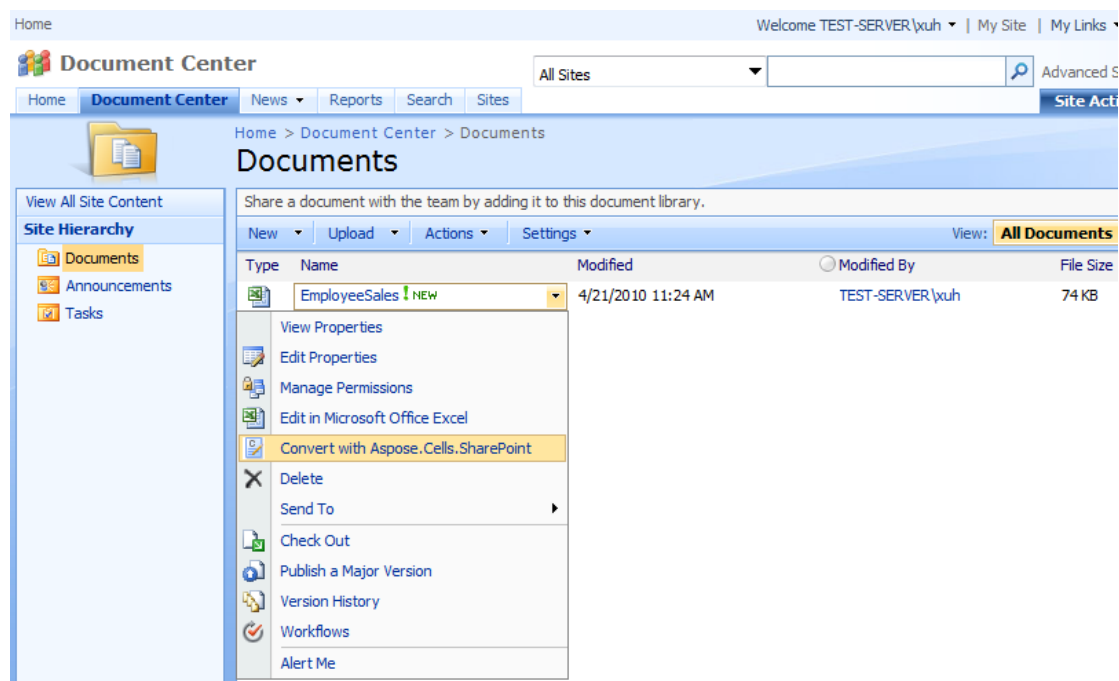 Home
Welcome TEST-SERVER\xuh | My Site | My Links
Document Center
All Sites
Advanced S
Home Document Center News Reports Search Sites
Site Acti
Home > Document Center > Documents
Documents
View All Site Content
Share a document with the team by adding it to this document library.
Site Hierarchy
New Upload Actions Settings View: All Documents
Documents
Type Name Modified Modified By File Size
Announcements
EmployeeSales ! NEW 4/21/2010 11:24 AM TEST-SERVER\xuh 74 KB
Tasks
View Properties
Edit Properties
Manage Permissions
Edit in Microsoft Office Excel
Convert with Aspose.Cells.SharePoint
Delete
Send To
Check Out
Publish a Major Version
Version History
Workflows
Alert Me